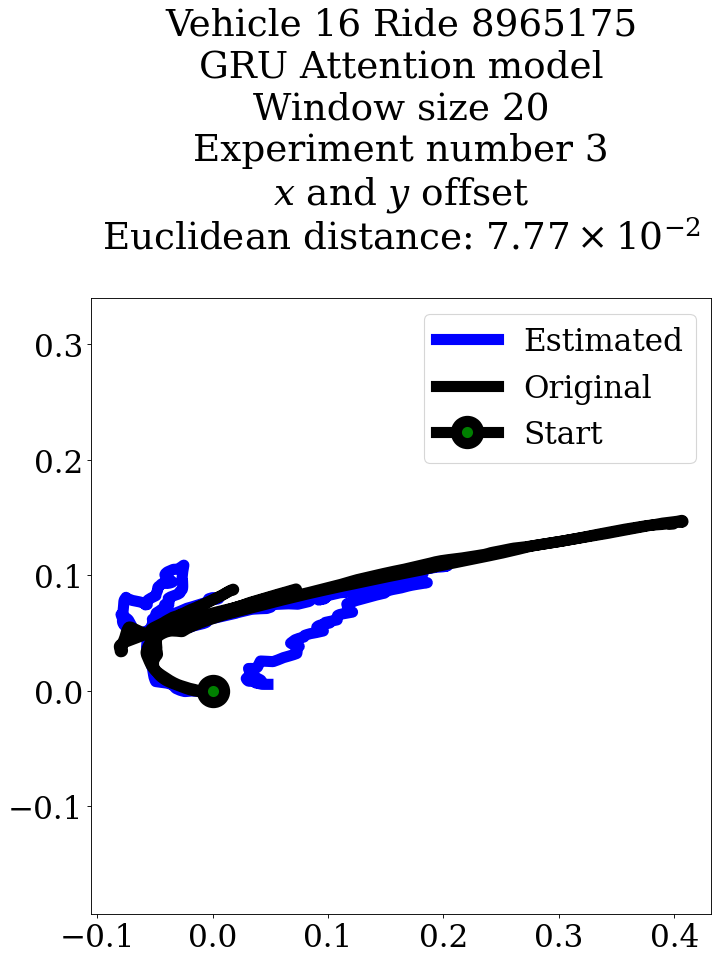 Vehicle 16 Ride 8965175
GRU Attention model
Window size 20
Experiment number 3
x and y offset
Euclidean distance: 7.77 × 10⁻²
Estimated
Original
Start
0.3
0.2
0.1
0.0
−0.1
−0.1 0.0 0.1 0.2 0.3 0.4